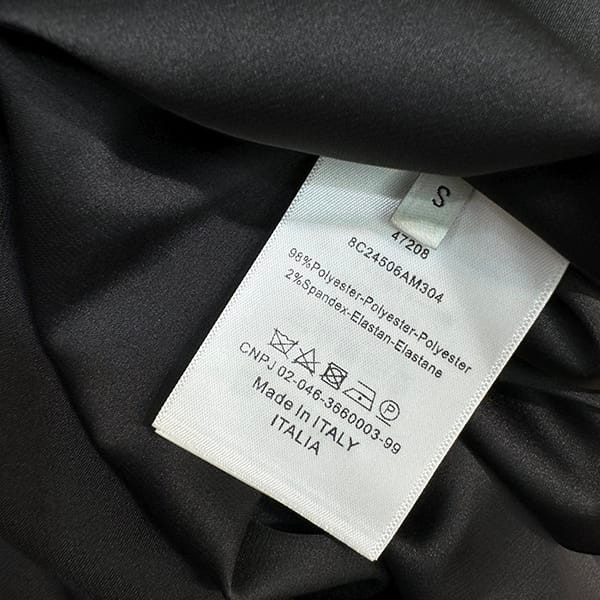 S
47208
8C24506AM304
98%Polyester-Polyester-Polyester
2%Spandex-Elastan-Elastane
P
CNPJ 02-046-3660003-99
Made In ITALY
ITALIA